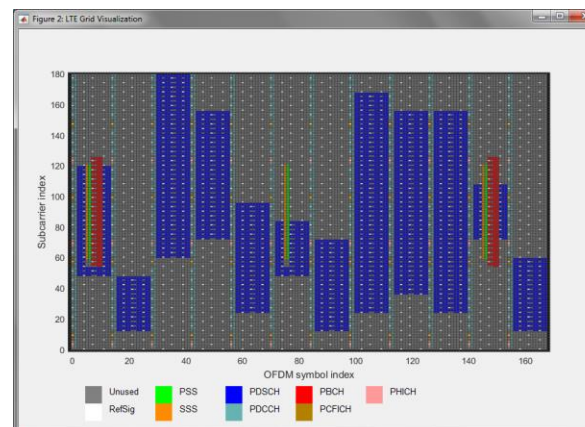 Figure 2: LTE Grid Visualization
180
160
140
120
100
80
60
40
20
0
Subcarrier index
0 20 40 60 80 100 120 140 160
OFDM symbol index
Unused PSS PDSCH PBCH PHICH
RefSig SSS PDCCH PCFICH